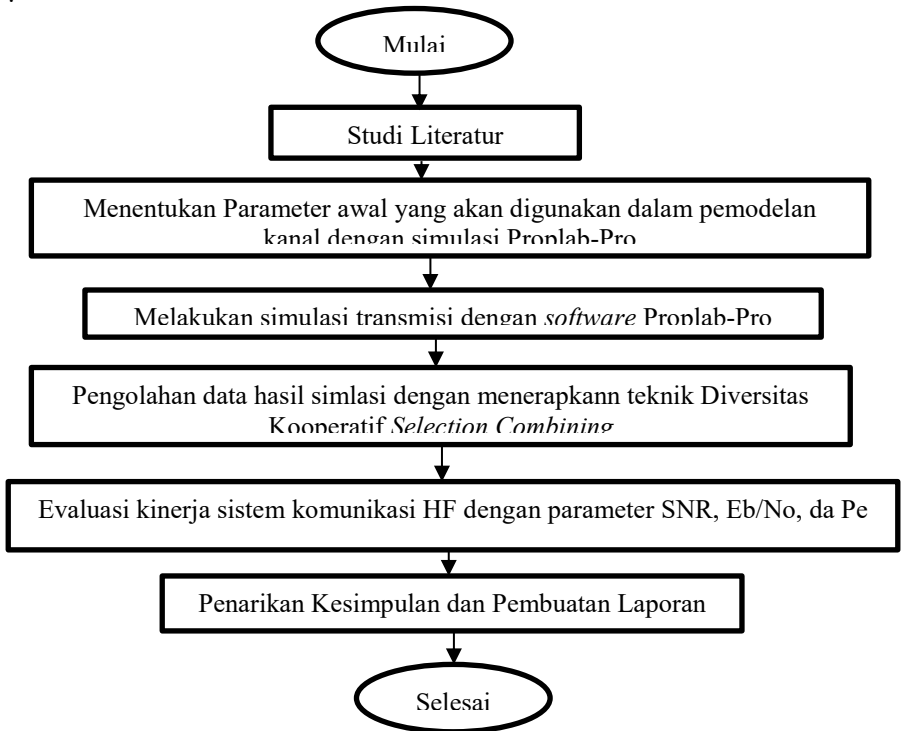 Mulai
Studi Literatur
Menentukan Parameter awal yang akan digunakan dalam pemodelan
kanal dengan simulasi Proplab-Pro
Melakukan simulasi transmisi dengan software Proplab-Pro
Pengolahan data hasil simlasi dengan menerapkann teknik Diversitas
Kooperatif Selection Combining
Evaluasi kinerja sistem komunikasi HF dengan parameter SNR, Eb/No, da Pe
Penarikan Kesimpulan dan Pembuatan Laporan
Selesai